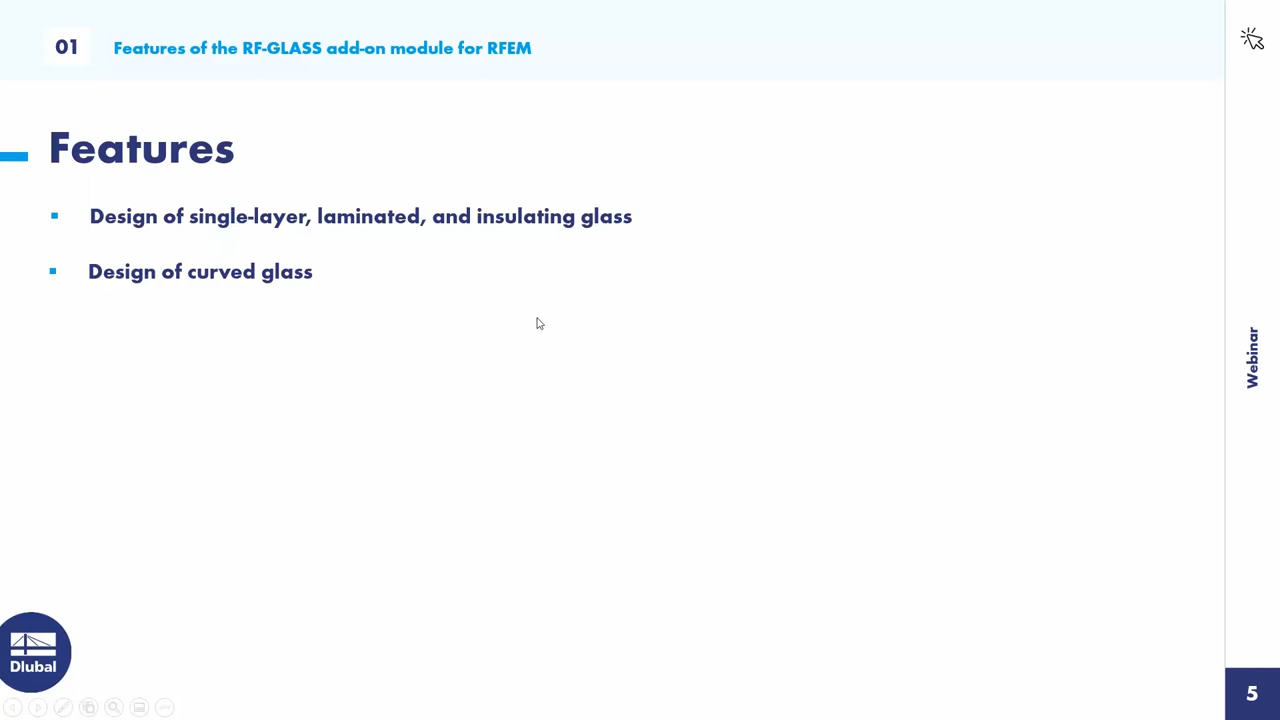 01
Features of the RF-GLASS add-on module for RFEM
Features
Design of single-layer, laminated, and insulating glass
Design of curved glass
Webinar
Dlubal
5